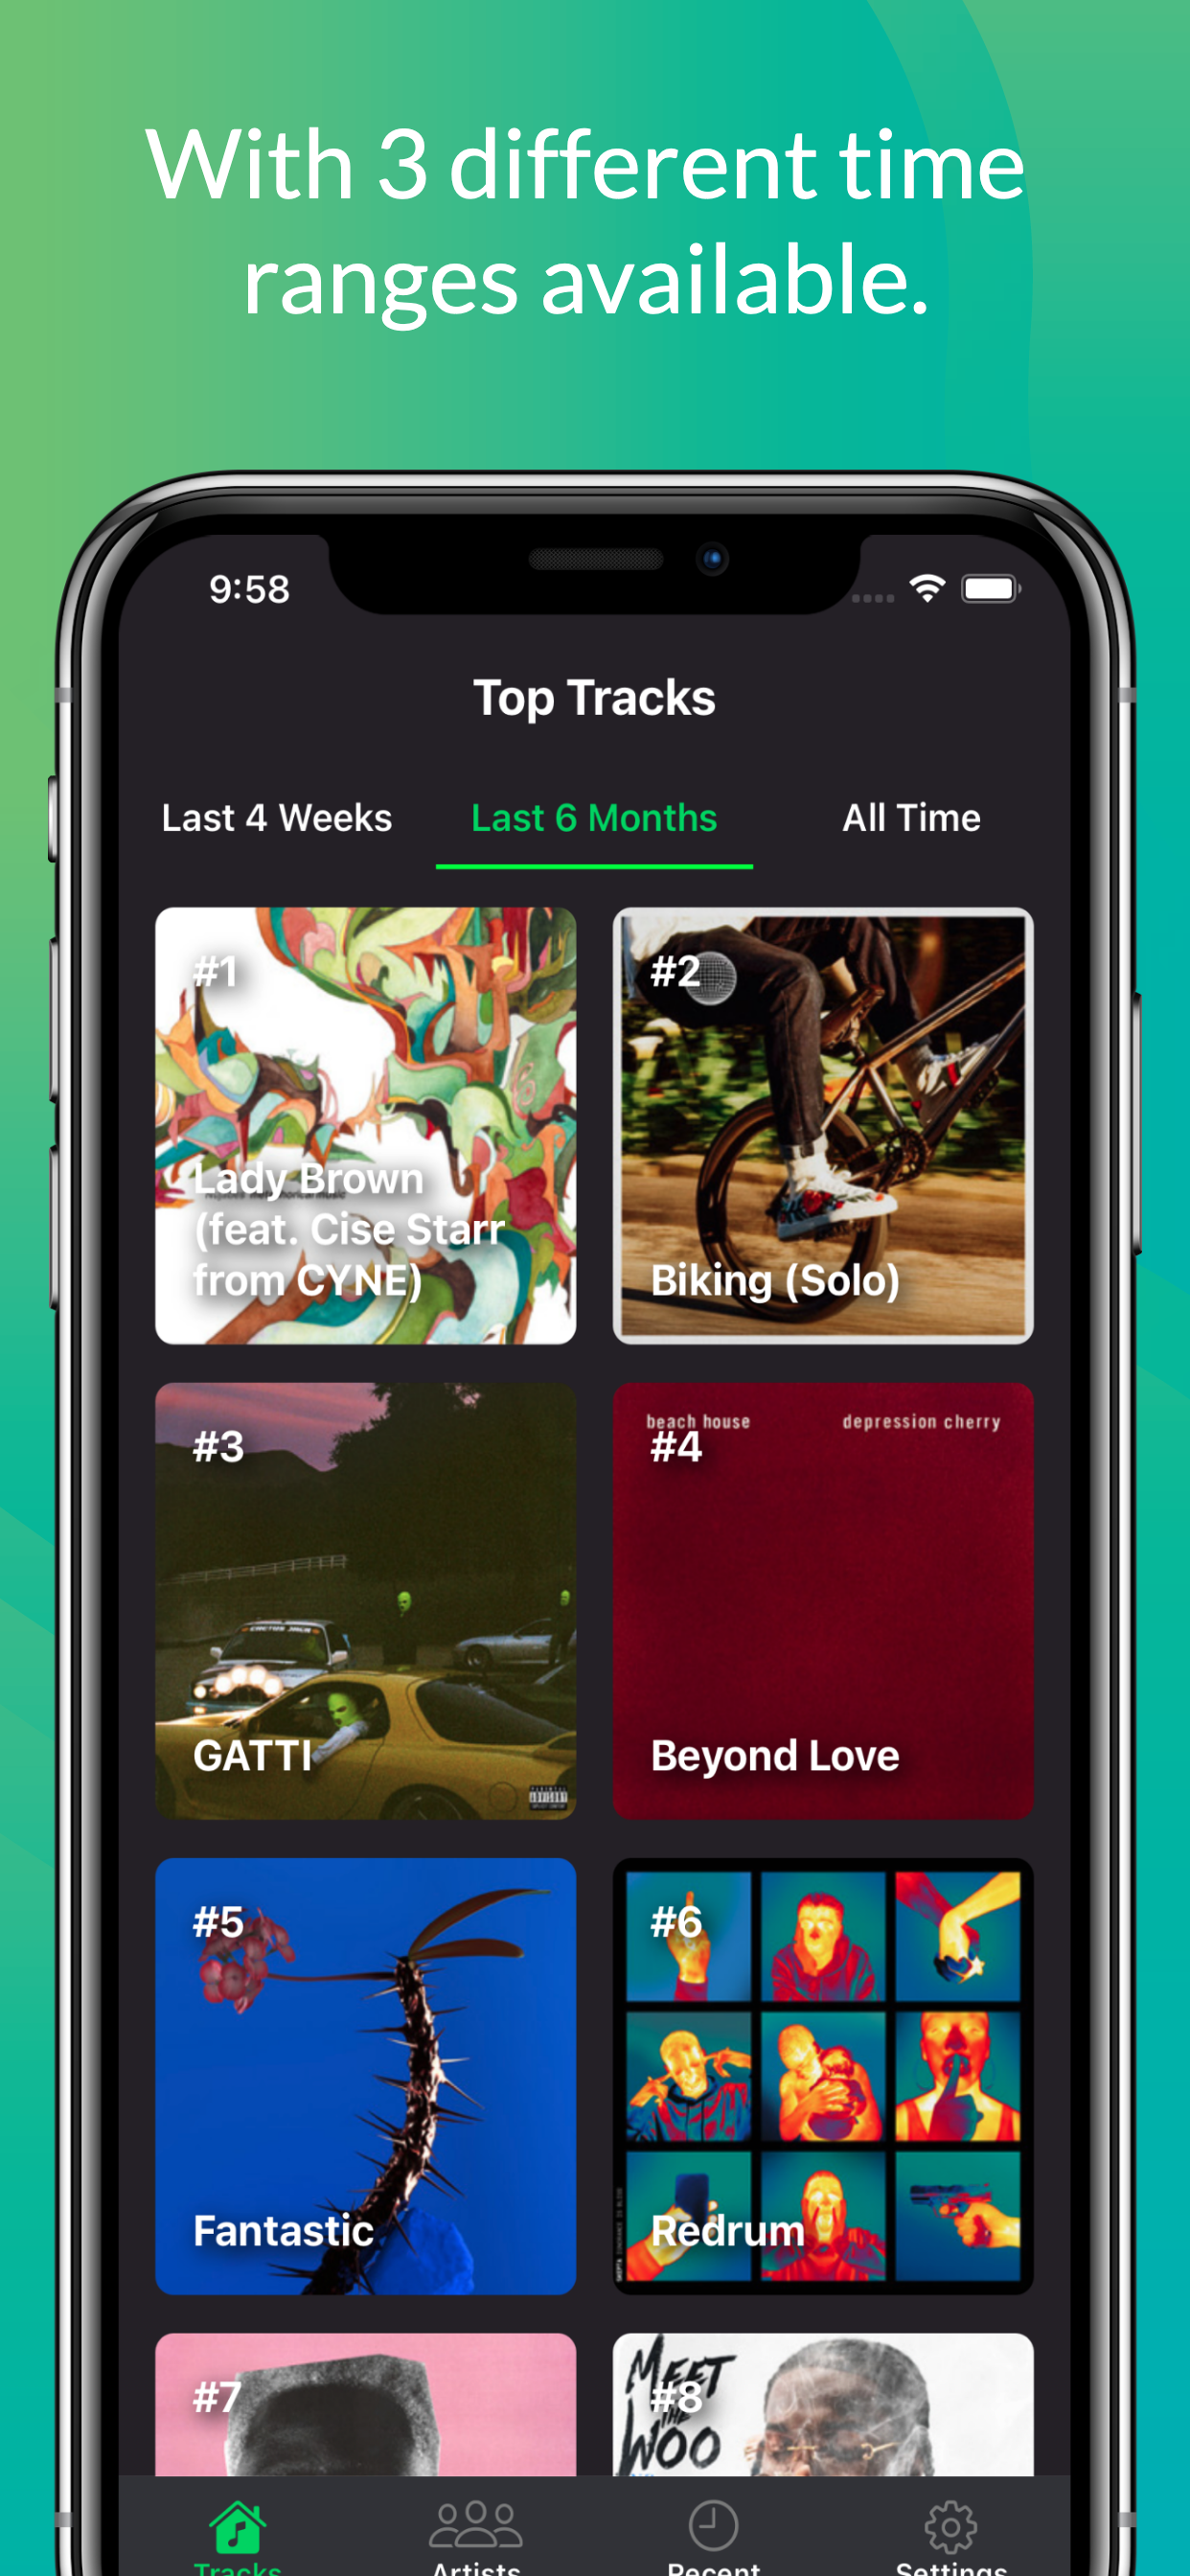 With 3 different time
ranges available.
9:58
Top Tracks
Last 4 Weeks
Last 6 Months
All Time
#1
Lady Brown
(feat. Cise Starr
from CYNE)
#2
Biking (Solo)
#3
CACTUS JACK
GATTI
beach house
depression cherry
#4
Beyond Love
#5
Fantastic
#6
Redrum
#7
MEET
THE
WOO
#8
Tracks
Artists
Recent
Settings